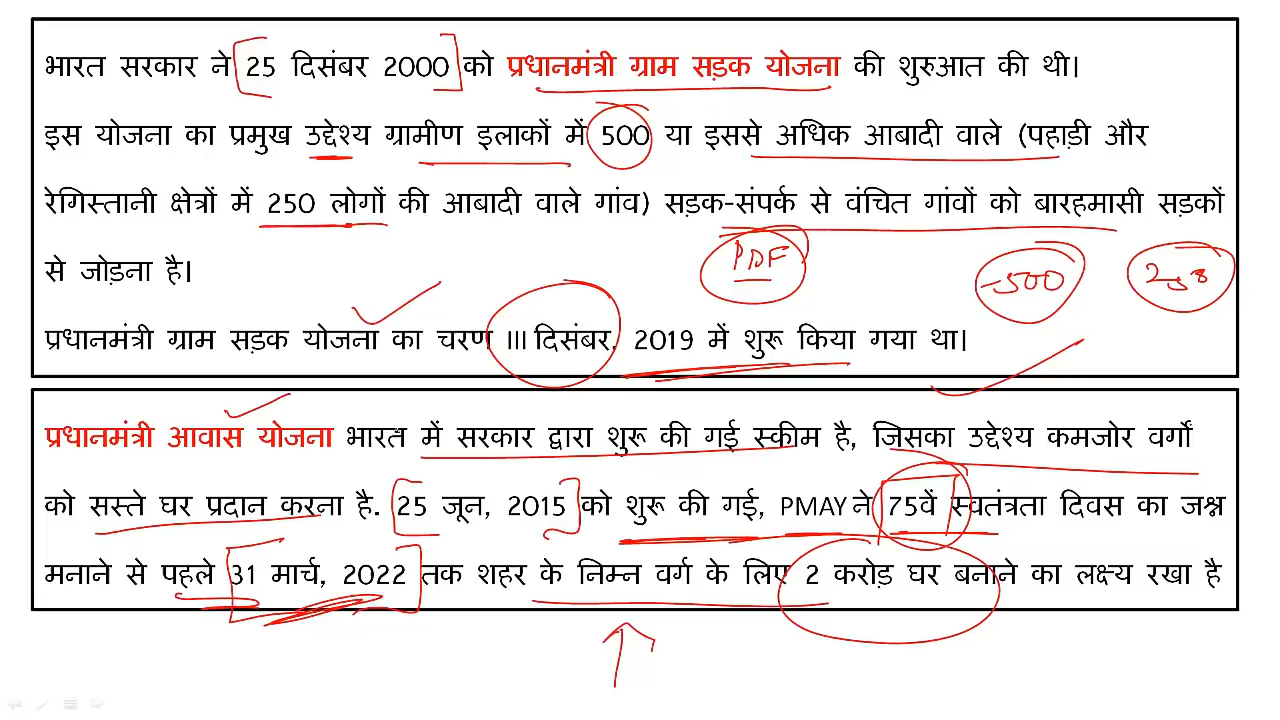 भारत सरकार ने 25 दिसंबर 2000 को प्रधानमंत्री ग्राम सड़क योजना की शुरुआत की थी।
इस योजना का प्रमुख उद्देश्य ग्रामीण इलाकों में 500 या इससे अधिक आबादी वाले (पहाड़ी और
रेगिस्तानी क्षेत्रों में 250 लोगों की आबादी वाले गांव) सड़क-संपर्क से वंचित गांवों को बारहमासी सड़कों
से जोड़ना है।
PDF 500
प्रधानमंत्री ग्राम सड़क योजना का चरण III दिसंबर, 2019 में शुरू किया गया था।
प्रधानमंत्री आवास योजना भारत में सरकार द्वारा शुरू की गई स्कीम है, जिसका उद्देश्य कमजोर वर्गों
को सस्ते घर प्रदान करना है. 25 जून, 2015 को शुरू की गई, PMAY ने 75वें स्वतंत्रता दिवस का जश्न
मनाने से पहले 31 मार्च, 2022 तक शहर के निम्न वर्ग के लिए 2 करोड़ घर बनाने का लक्ष्य रखा है